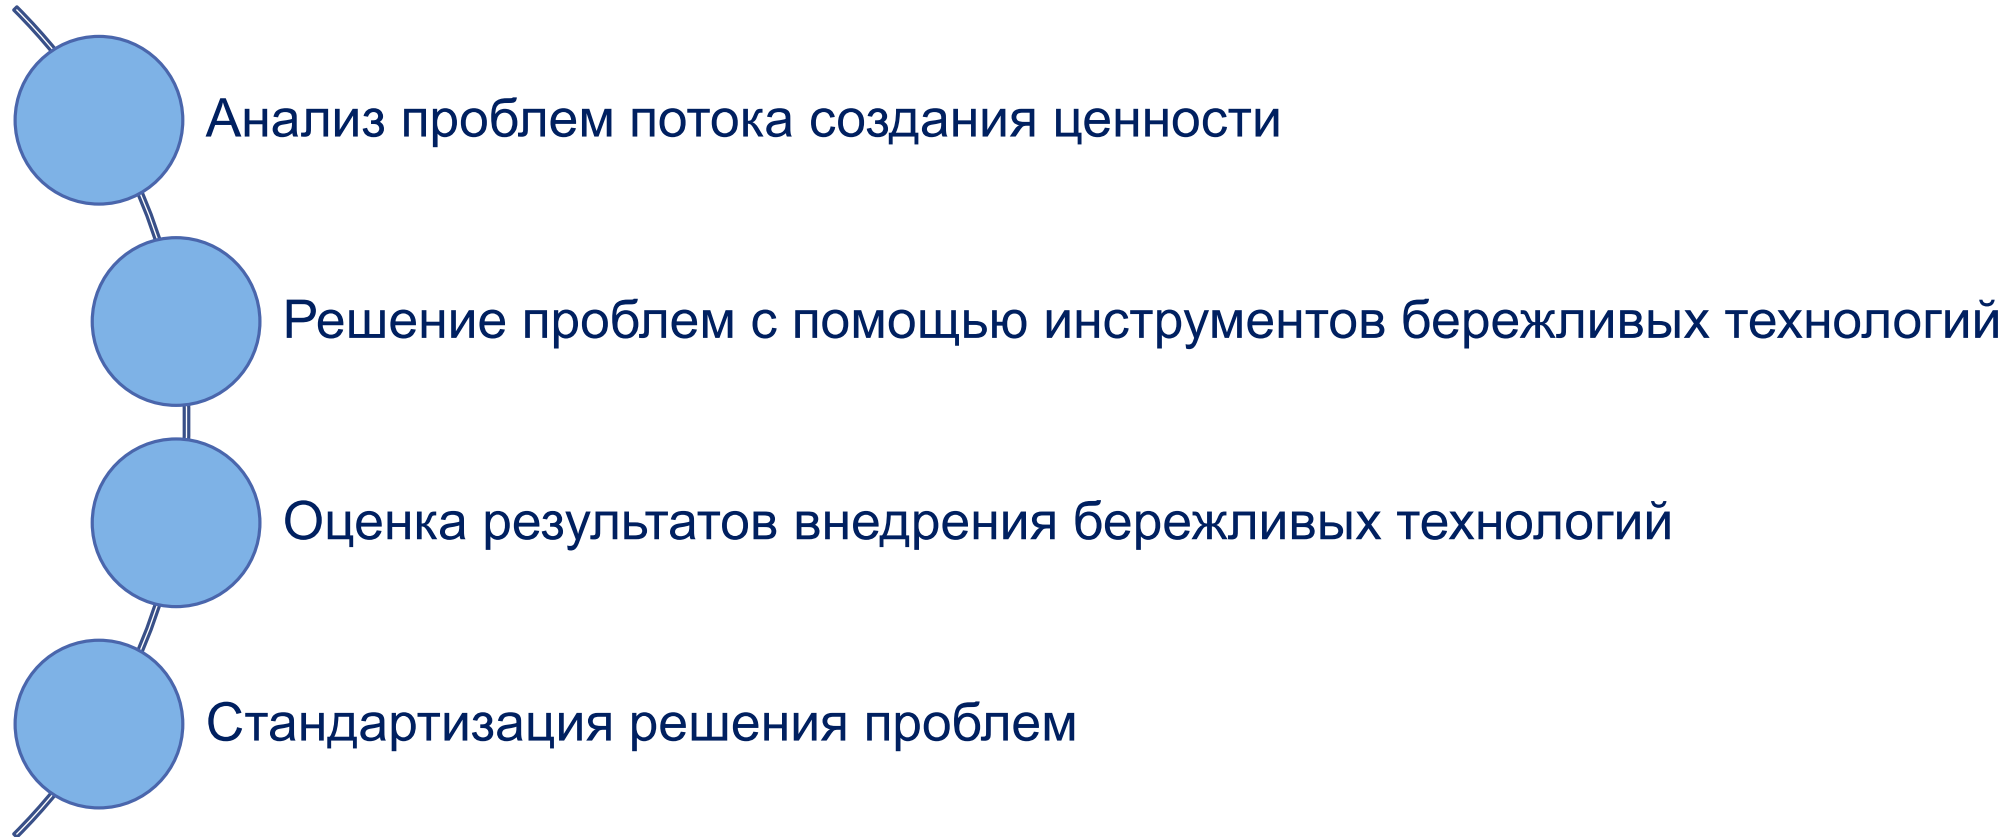 Анализ проблем потока создания ценности
Решение проблем с помощью инструментов бережливых технологий
Оценка результатов внедрения бережливых технологий
Стандартизация решения проблем